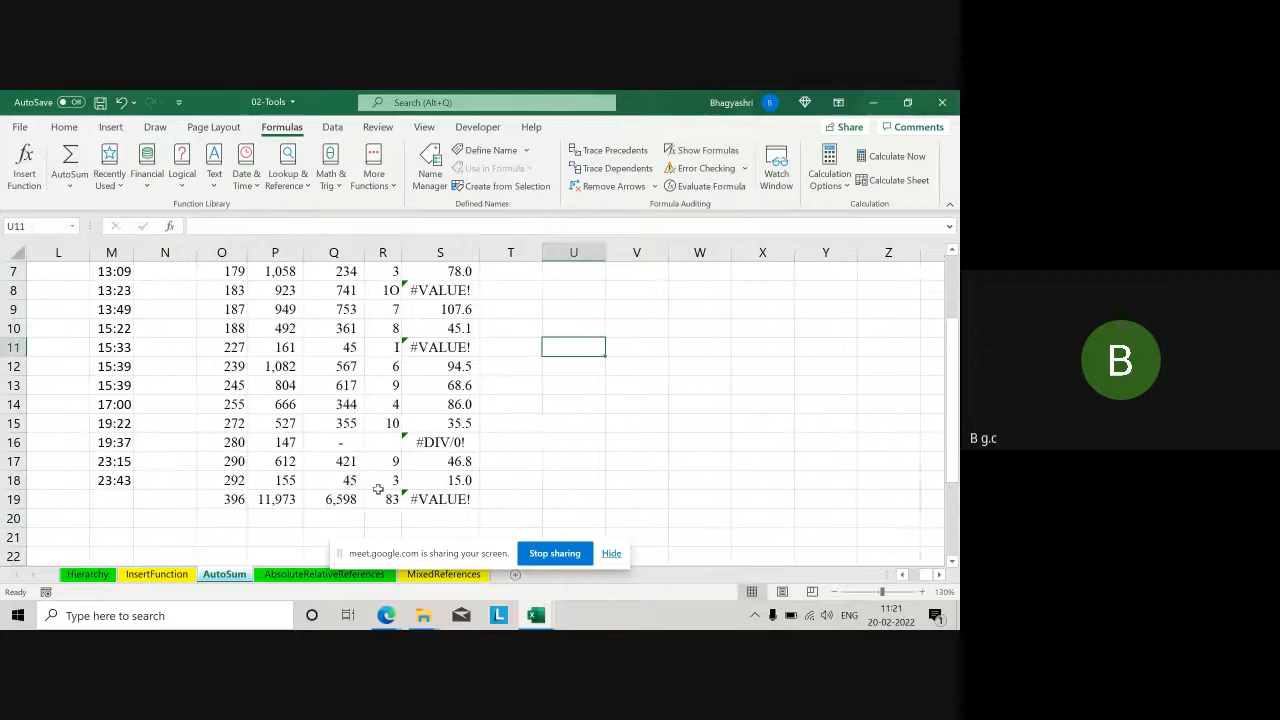 AutoSave Off 02-Tools Search (Alt+Q) Bhagyashri B
File Home Insert Draw Page Layout Formulas Data Review View Developer Help Share Comments
Insert Function
AutoSum
Recently Used
Financial
Logical
Text
Date & Time
Lookup & Reference
Math & Trig
More Functions
Function Library
Name Manager
Define Name
Use in Formula
Create from Selection
Defined Names
Trace Precedents
Trace Dependents
Remove Arrows
Show Formulas
Error Checking
Evaluate Formula
Formula Auditing
Watch Window
Calculation Options
Calculate Now
Calculate Sheet
Calculation
U11 fx
L M N O P Q R S T U V W X Y Z
7 13:09 179 1,058 234 3 78.0
8 13:23 183 923 741 1O #VALUE!
9 13:49 187 949 753 7 107.6
10 15:22 188 492 361 8 45.1
11 15:33 227 161 45 I #VALUE!
12 15:39 239 1,082 567 6 94.5
13 15:39 245 804 617 9 68.6
14 17:00 255 666 344 4 86.0
15 19:22 272 527 355 10 35.5
16 19:37 280 147 - #DIV/0!
17 23:15 290 612 421 9 46.8
18 23:43 292 155 45 3 15.0
19 396 11,973 6,598 83 #VALUE!
20
21
22
meet.google.com is sharing your screen. Stop sharing Hide
Hierarchy InsertFunction AutoSum AbsoluteRelativeReferences MixedReferences
Ready 130%
Type here to search L ENG 11:21
20-02-2022 1
B
B g.c